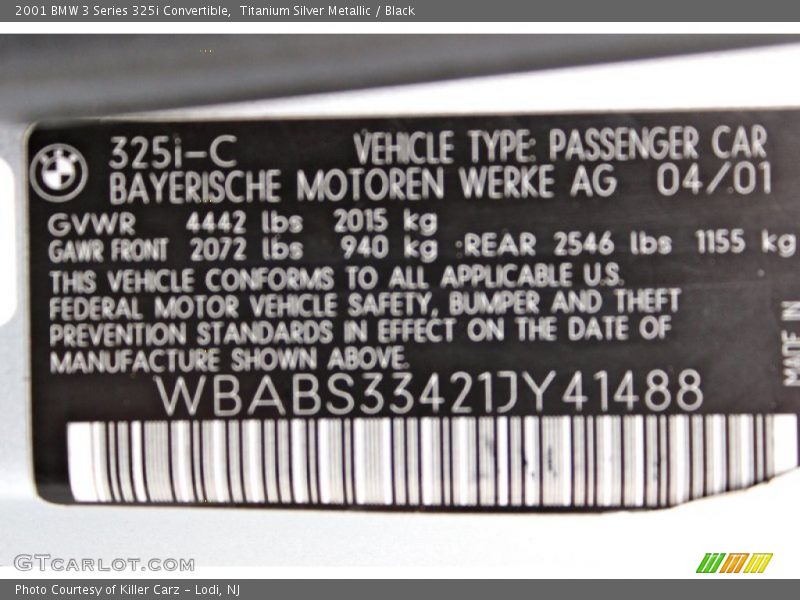 2001 BMW 3 Series 325i Convertible,  Titanium Silver Metallic / Black
325i-C VEHICLE TYPE: PASSENGER CAR
BAYERISCHE MOTOREN WERKE AG 04/01
GVWR 4442 lbs 2015 kg
GAWR FRONT 2072 lbs 940 kg :REAR 2546 lbs 1155 kg
THIS VEHICLE CONFORMS TO ALL APPLICABLE U.S.
FEDERAL MOTOR VEHICLE SAFETY, BUMPER AND THEFT
PREVENTION STANDARDS IN EFFECT ON THE DATE OF
MANUFACTURE SHOWN ABOVE.
MADE IN
WBABS33421JY41488
GTCARLOT.COM
Photo Courtesy of Killer Carz - Lodi, NJ